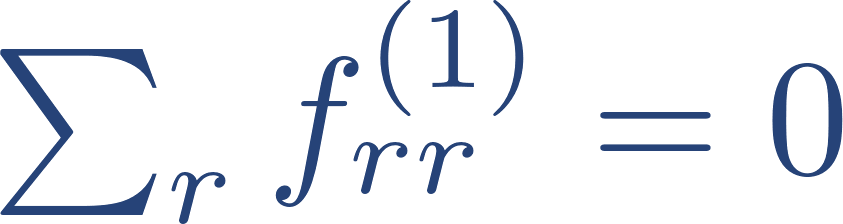 ∑_r f_{rr}^{(1)} = 0